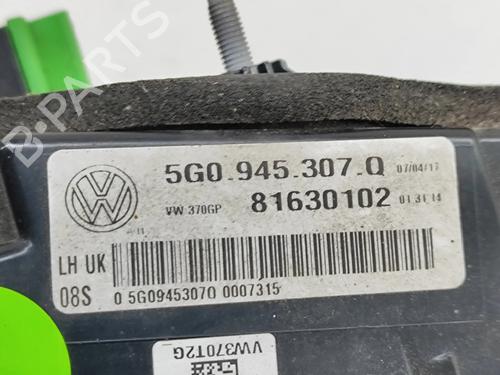 B-PARTS
5G0.945.307.Q 07/04/17
VW 370GP 81630102 01.31.14
LH UK
08S 0 5G0945307Q 0007315
VW370T2G